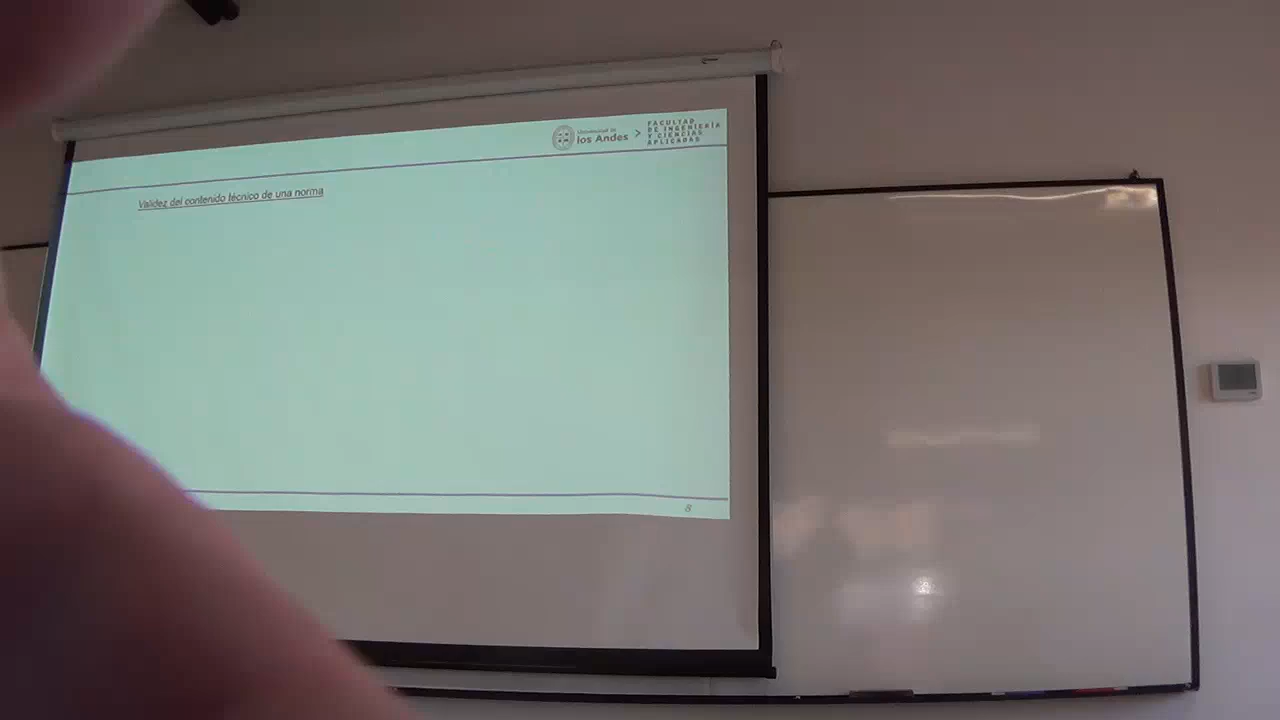 Universidad de
los Andes >
FACULTAD
DE INGENIERÍA
Y CIENCIAS
APLICADAS
Validez del contenido técnico de una norma
8